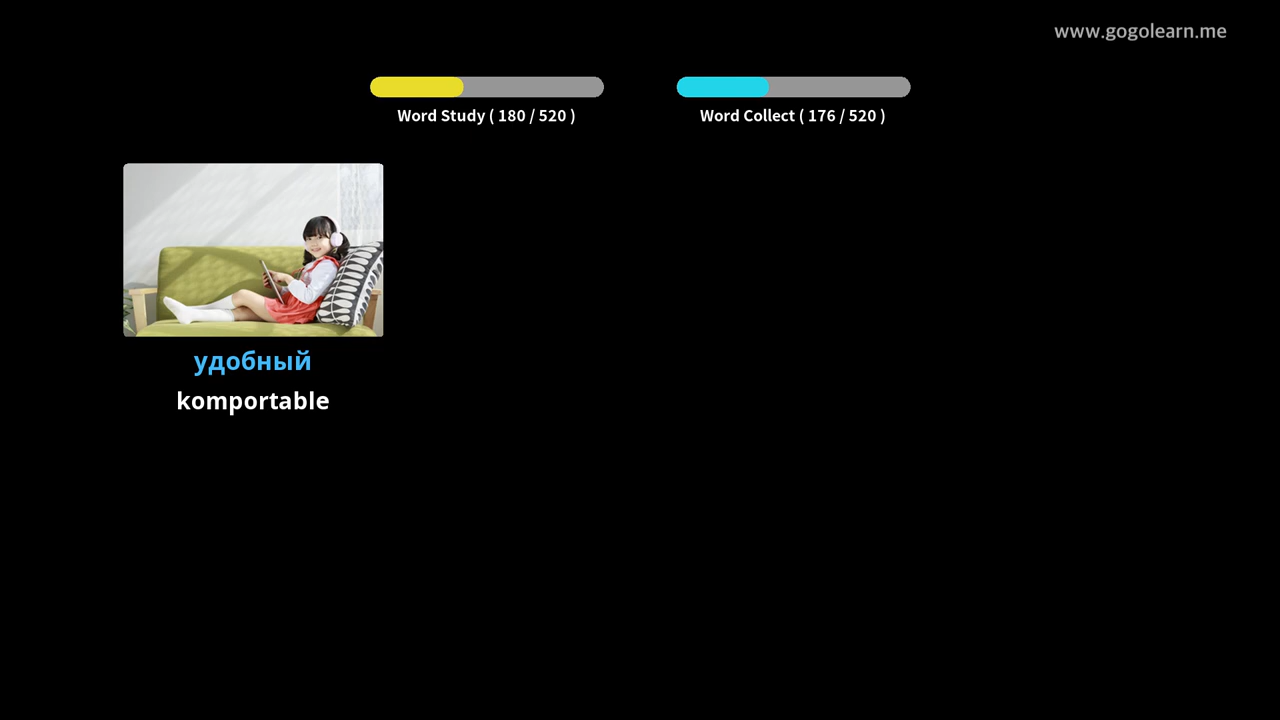 www.gogolearn.me
Word Study ( 180 / 520 )
Word Collect ( 176 / 520 )
удобный
komportable